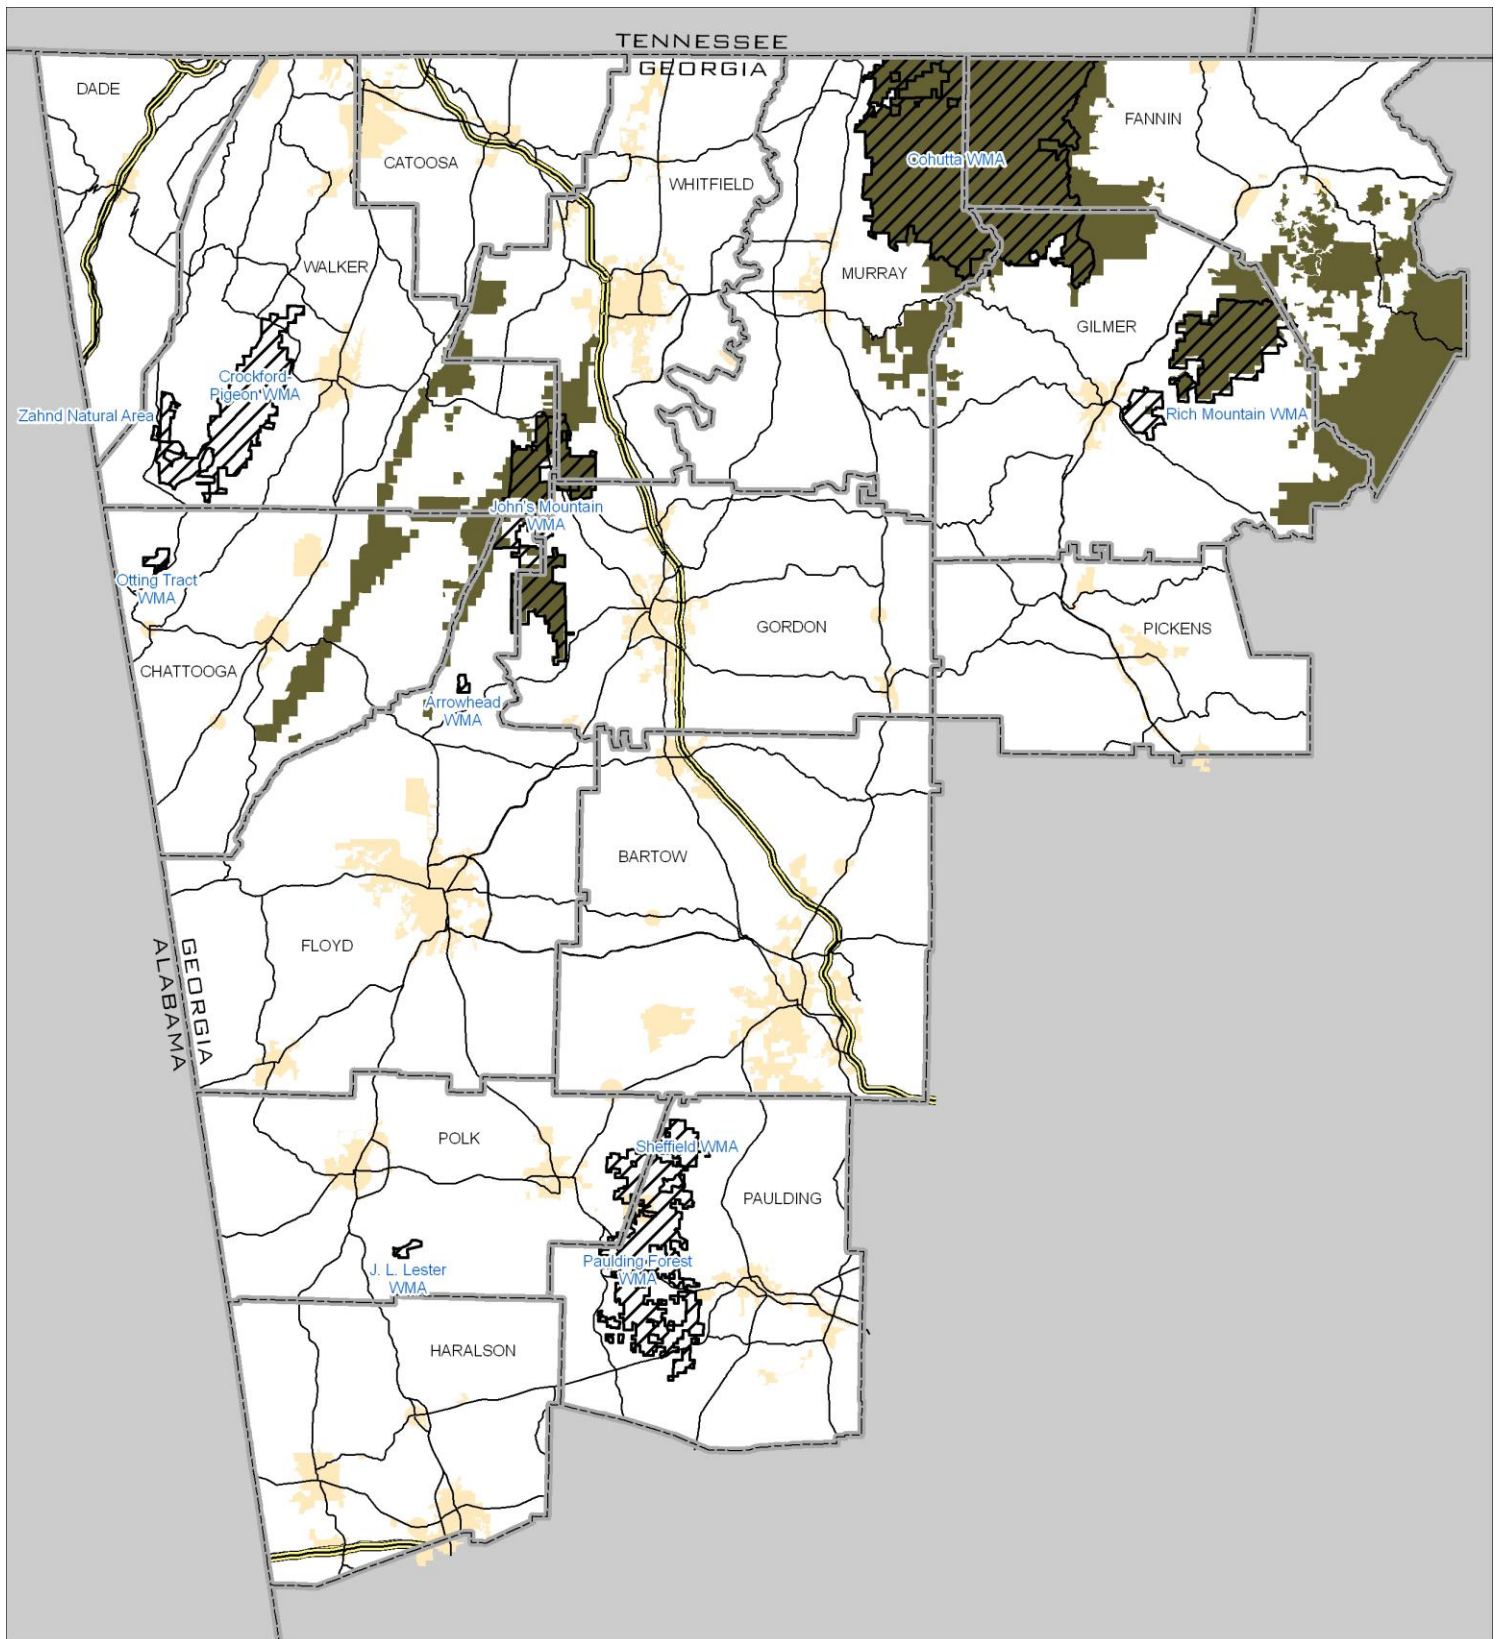 TENNESSEE
GEORGIA
DADE
FANNIN
CATOOSA
Cohutta WMA
WHITFIELD
WALKER
MURRAY
GILMER
Crockford-
Pigeon WMA
Zahnd Natural Area
Rich Mountain WMA
John's Mountain
WMA
Otting Tract
WMA
GORDON
PICKENS
CHATTOOGA
Arrowhead
WMA
BARTOW
FLOYD
GEORGIA
ALABAMA
POLK
Sheffield WMA
PAULDING
Paulding Forest
WMA
J. L. Lester
WMA
HARALSON